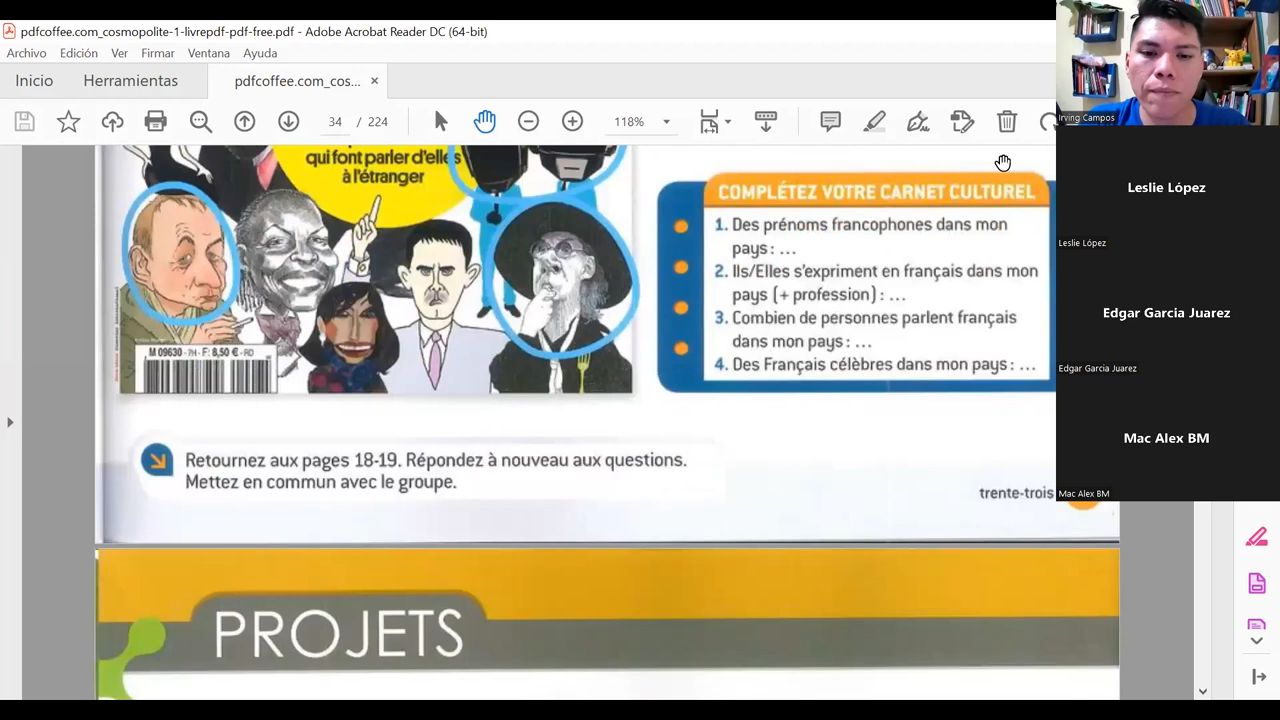 pdfcoffee.com_cosmopolite-1-livrepdf-pdf-free.pdf - Adobe Acrobat Reader DC (64-bit)
Archivo Edición Ver Firmar Ventana Ayuda
Inicio Herramientas pdfcoffee.com_cos... ×
34 / 224 118%
qui font parler d'elles
à l'étranger
M 09630 - 7H - F: 8,50 € - RD
COMPLÉTEZ VOTRE CARNET CULTUREL
1. Des prénoms francophones dans mon
pays : ...
2. Ils/Elles s'expriment en français dans mon
pays (+ profession) : ...
3. Combien de personnes parlent français
dans mon pays : ...
4. Des Français célèbres dans mon pays : ...
Retournez aux pages 18-19. Répondez à nouveau aux questions.
Mettez en commun avec le groupe.
trente-trois
PROJETS
Irving Campos
Leslie López
Leslie López
Edgar Garcia Juarez
Edgar Garcia Juarez
Mac Alex BM
Mac Alex BM